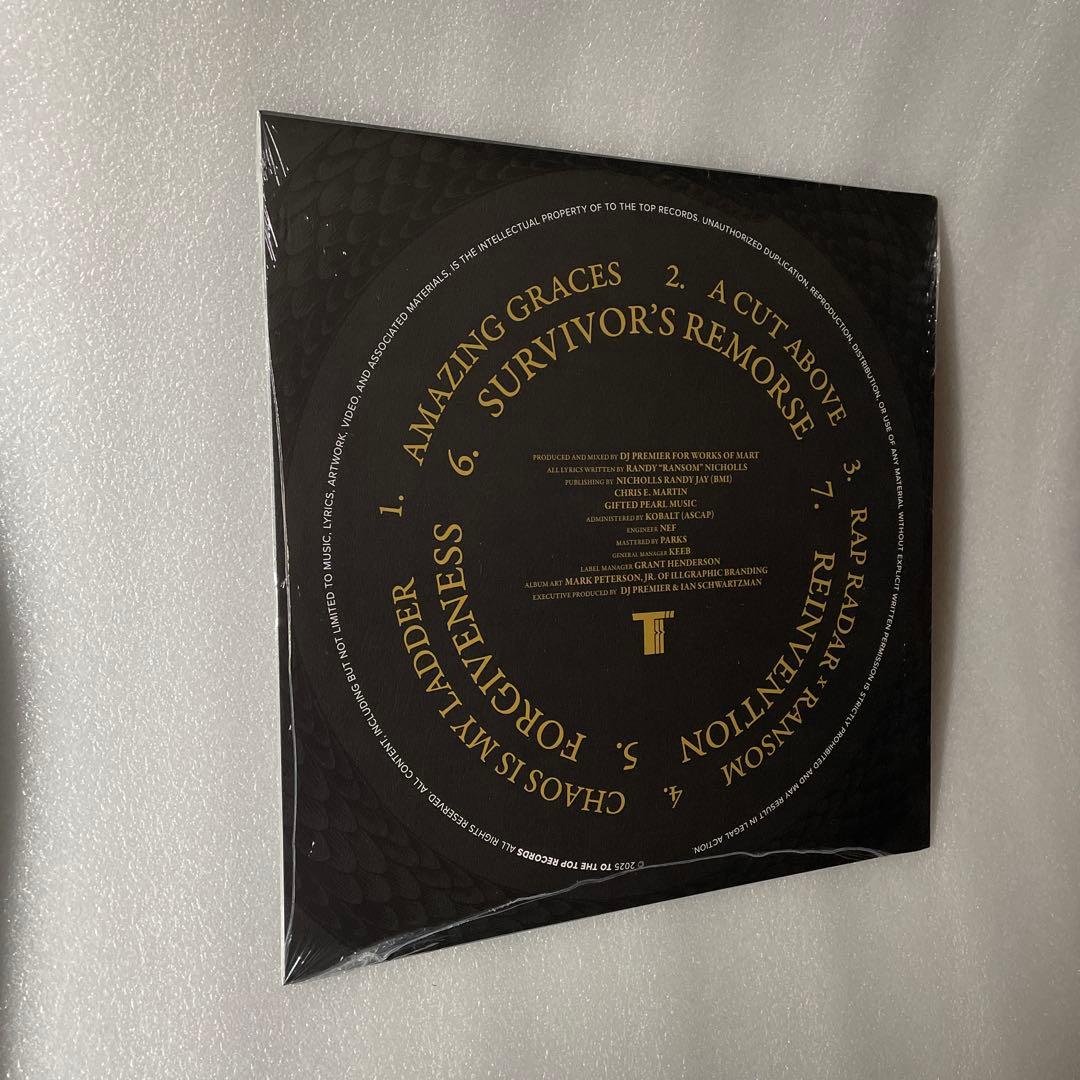 1. AMAZING GRACES
2. A CUT ABOVE
3. RAP RADAR x RANSOM
4. CHAOS IS MY LADDER
5. FORGIVENESS
6. SURVIVOR'S REMORSE
7. REINVENTION
PRODUCED AND MIXED BY DJ PREMIER FOR WORKS OF MART
ALL LYRICS WRITTEN BY RANDY "RANSOM" NICHOLLS
PUBLISHING BY NICHOLLS RANDY JAY (BMI)
CHRIS E. MARTIN
GIFTED PEARL MUSIC
ADMINISTERED BY KOBALT (ASCAP)
ENGINEER NEF
MASTERED BY PARKS
GENERAL MANAGER KEEB
LABEL MANAGER GRANT HENDERSON
ALBUM ART MARK PETERSON, JR. OF ILLGRAPHIC BRANDING
EXECUTIVE PRODUCED BY DJ PREMIER & IAN SCHWARTZMAN
© 2025 TO THE TOP RECORDS ALL RIGHTS RESERVED. ALL CONTENT, INCLUDING BUT NOT LIMITED TO MUSIC, LYRICS, ARTWORK, VIDEO, AND ASSOCIATED MATERIALS, IS THE INTELLECTUAL PROPERTY OF TO THE TOP RECORDS. UNAUTHORIZED DUPLICATION, REPRODUCTION, DISTRIBUTION, OR USE OF ANY MATERIAL WITHOUT EXPLICIT WRITTEN PERMISSION IS STRICTLY PROHIBITED AND MAY RESULT IN LEGAL ACTION.